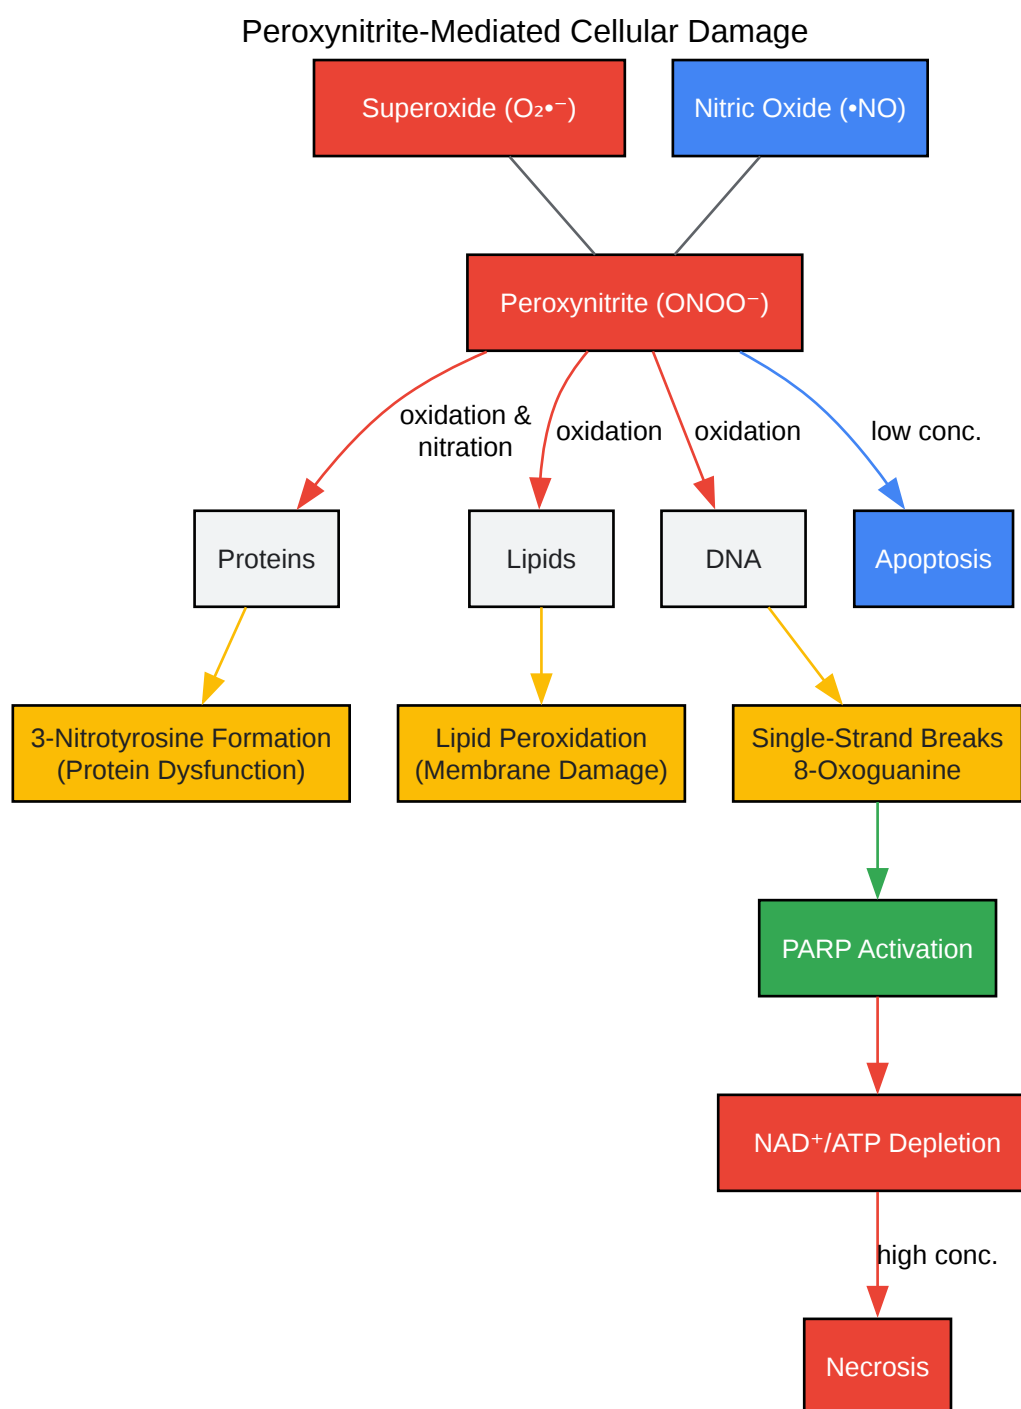 Peroxynitrite-Mediated Cellular Damage
Superoxide (O₂•⁻)
Nitric Oxide (•NO)
Peroxynitrite (ONOO⁻)
oxidation &
nitration
oxidation
oxidation
low conc.
Proteins
Lipids
DNA
Apoptosis
3-Nitrotyrosine Formation
(Protein Dysfunction)
Lipid Peroxidation
(Membrane Damage)
Single-Strand Breaks
8-Oxoguanine
PARP Activation
NAD⁺/ATP Depletion
high conc.
Necrosis